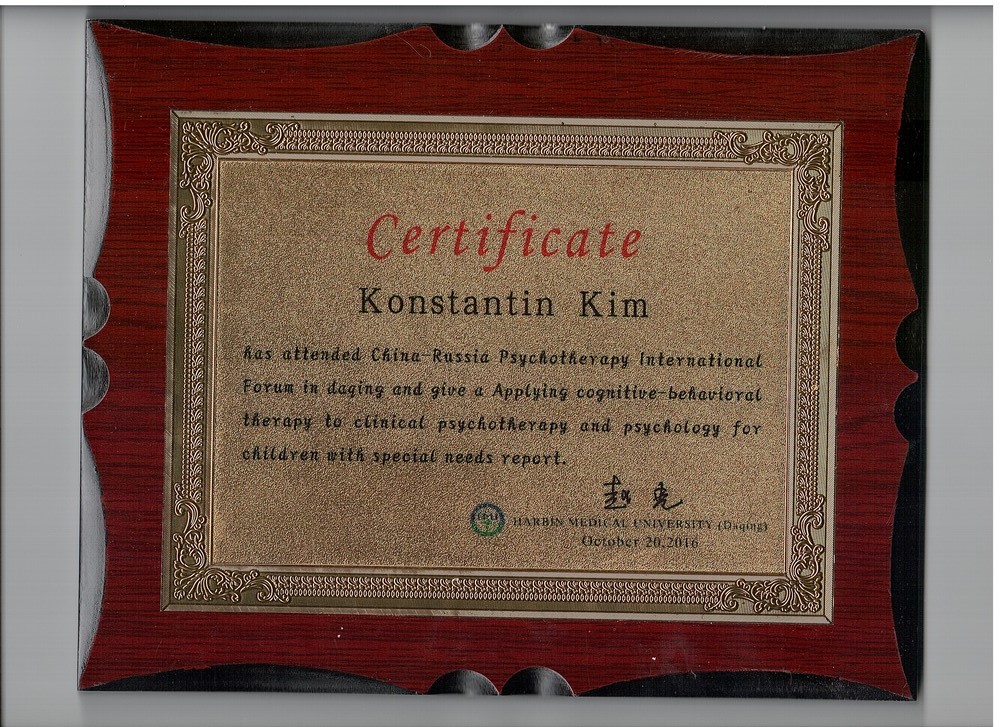 Certificate
Konstantin Kim
has attended China-Russia Psychotherapy International
Forum in daqing and give a Applying cognitive-behavioral
therapy to clinical psychotherapy and psychology for
children with special needs report.
HARBIN MEDICAL UNIVERSITY (Daqing)
October 20,2016